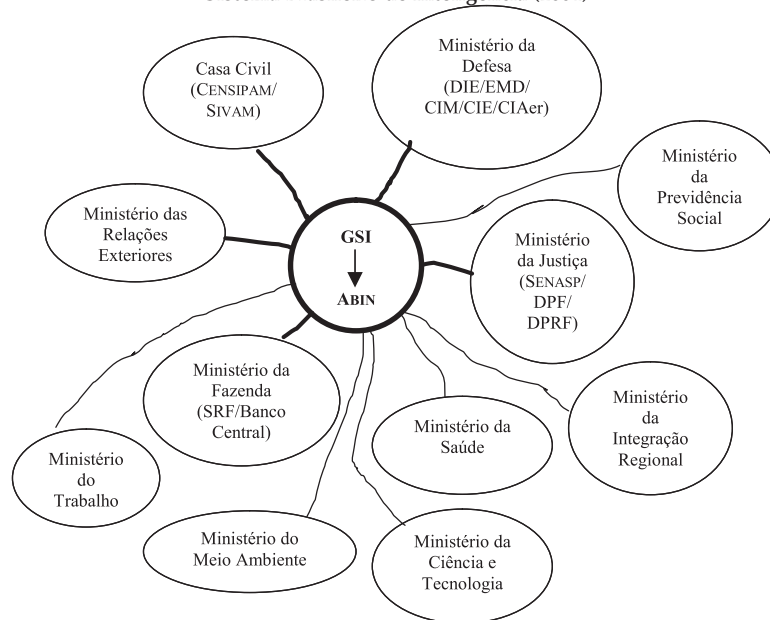 Casa Civil
(CENSIPAM/
SIVAM)
Ministério da
Defesa
(DIE/EMD/
CIM/CIE/CIAer)
Ministério
da
Previdência
Social
Ministério das
Relações
Exteriores
GSI
ABIN
Ministério
da Justiça
(SENASP/
DPF/
DPRF)
Ministério da
Fazenda
(SRF/Banco
Central)
Ministério da
Saúde
Ministério
da
Integração
Regional
Ministério
do
Trabalho
Ministério do
Meio Ambiente
Ministério da
Ciência e
Tecnologia